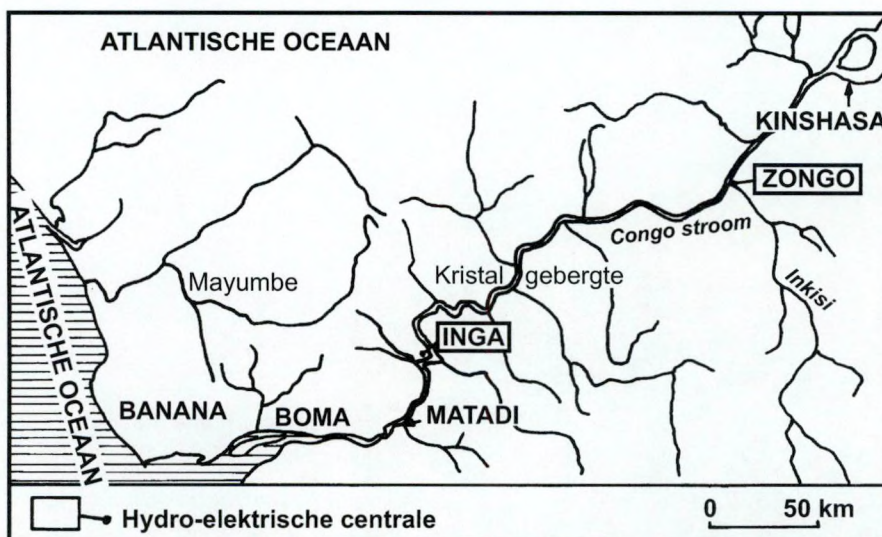 ATLANTISCHE OCEAAN
KINSHASA
ZONGO
Congo stroom
ATLANTISCHE OCEAAN
Mayumbe
Kristal gebergte
Inkisi
INGA
BANANA
BOMA
MATADI
Hydro-elektrische centrale
0 50 km